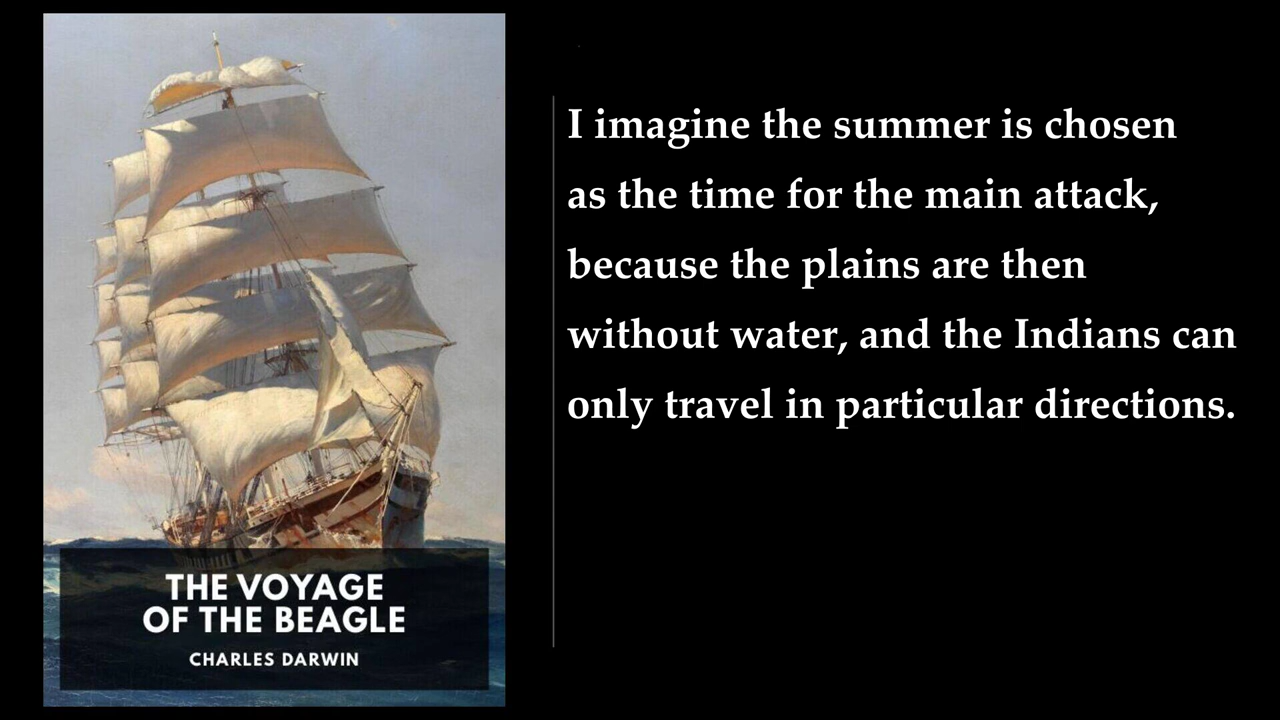 I imagine the summer is chosen
as the time for the main attack,
because the plains are then
without water, and the Indians can
only travel in particular directions.
THE VOYAGE
OF THE BEAGLE
CHARLES DARWIN